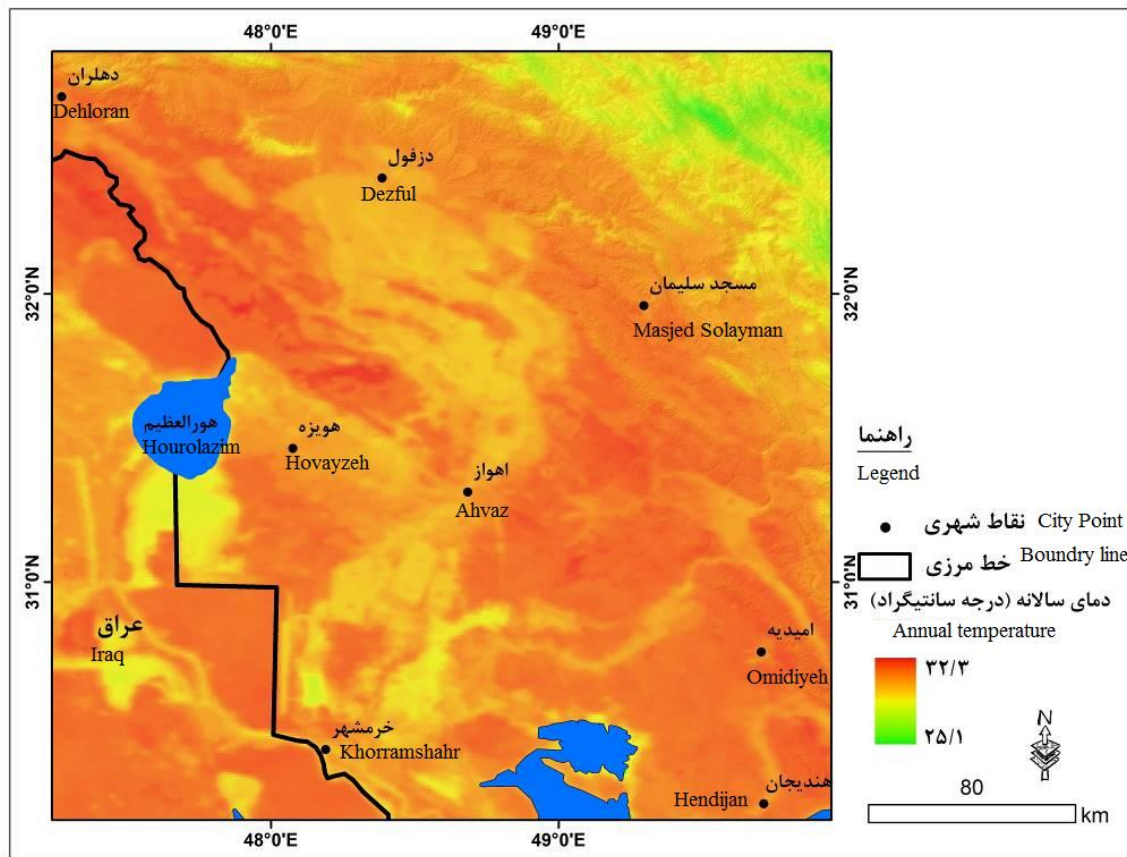 48°0'E
49°0'E
دهلران
Dehloran
دزفول
Dezful
32°0'N
32°0'N
مسجد سلیمان
Masjed Solayman
هورالعظیم
Hourolazim
هویزه
Hovayzeh
اهواز
Ahvaz
31°0'N
31°0'N
عراق
Iraq
امیدیه
Omidiyeh
خرمشهر
Khorramshahr
هندیجان
Hendijan
48°0'E
49°0'E
راهنما
Legend
نقاط شهری City Point
خط مرزی Boundry line
دمای سالانه (درجه سانتیگراد)
Annual temperature
۳۲/۳
۲۵/۱
N
80
km